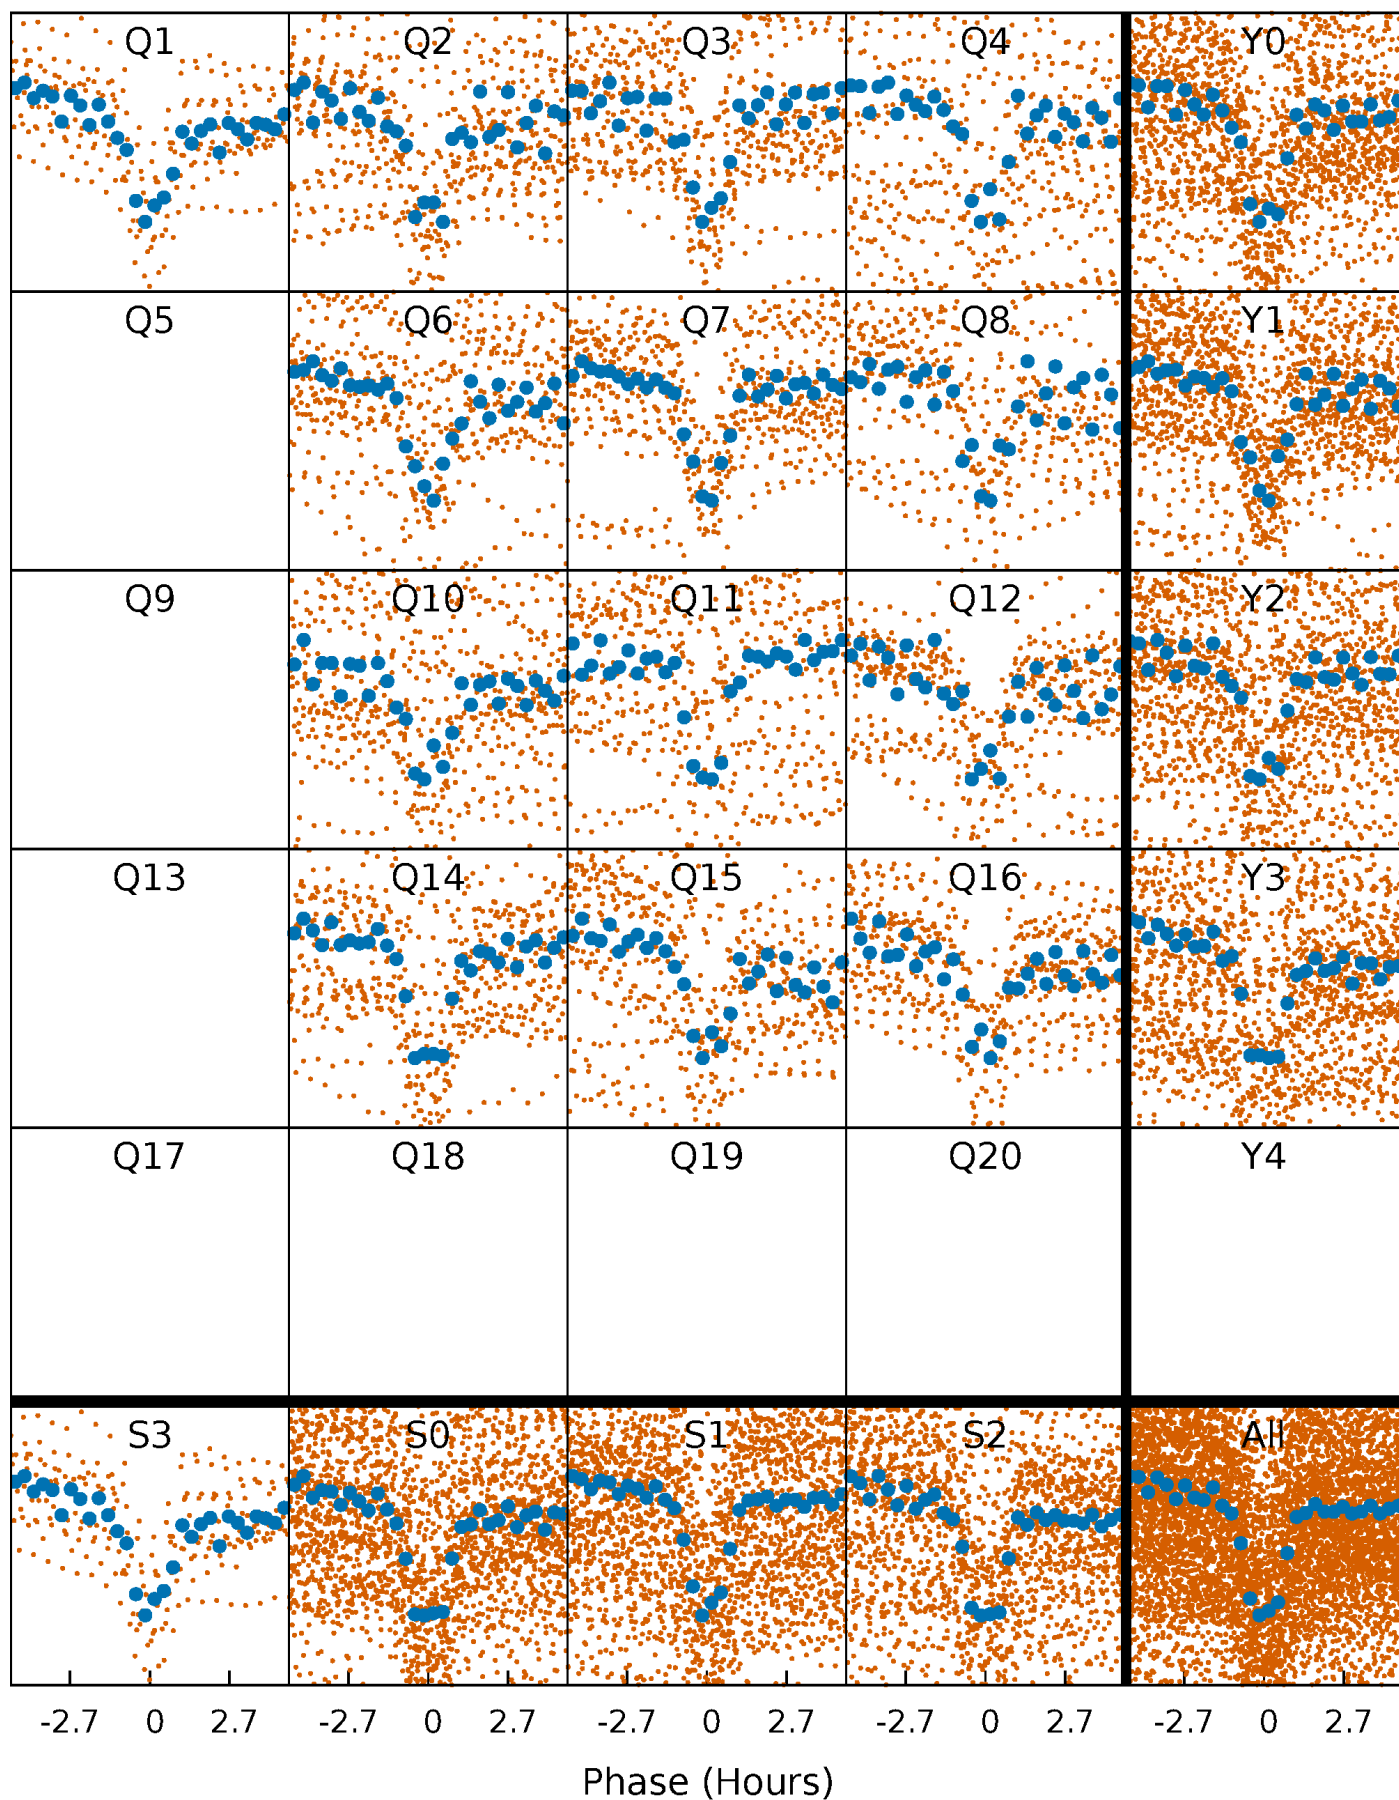 Q1 Q2 Q3 Q4 Y0
Q5 Q6 Q7 Q8 Y1
Q9 Q10 Q11 Q12 Y2
Q13 Q14 Q15 Q16 Y3
Q17 Q18 Q19 Q20 Y4
S3 S0 S1 S2 All
-2.7 0 2.7 -2.7 0 2.7 -2.7 0 2.7 -2.7 0 2.7 -2.7 0 2.7
Phase (Hours)